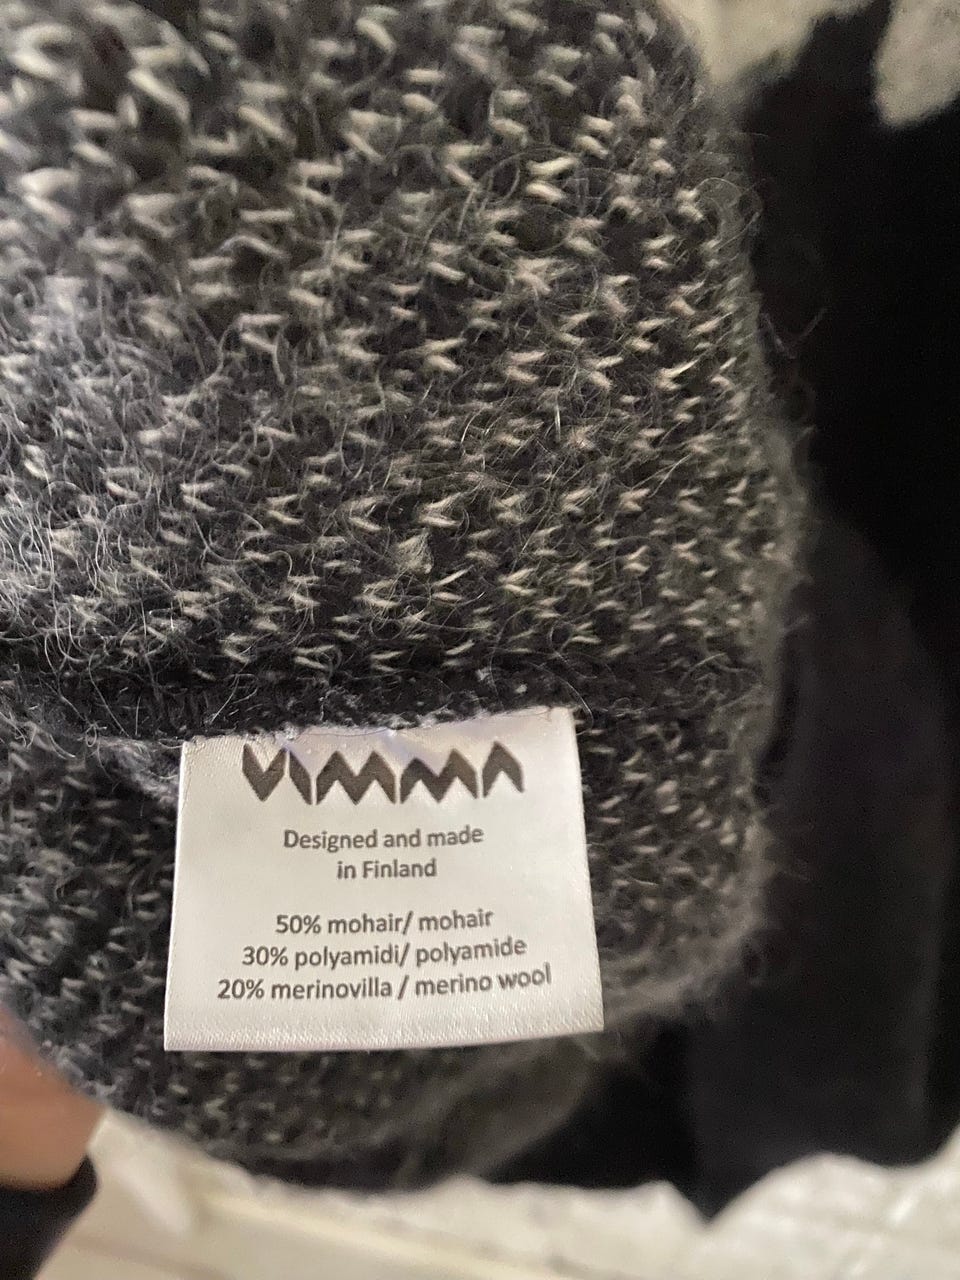 VIMMA
Designed and made
in Finland
50% mohair/ mohair
30% polyamidi/ polyamide
20% merinovilla / merino wool